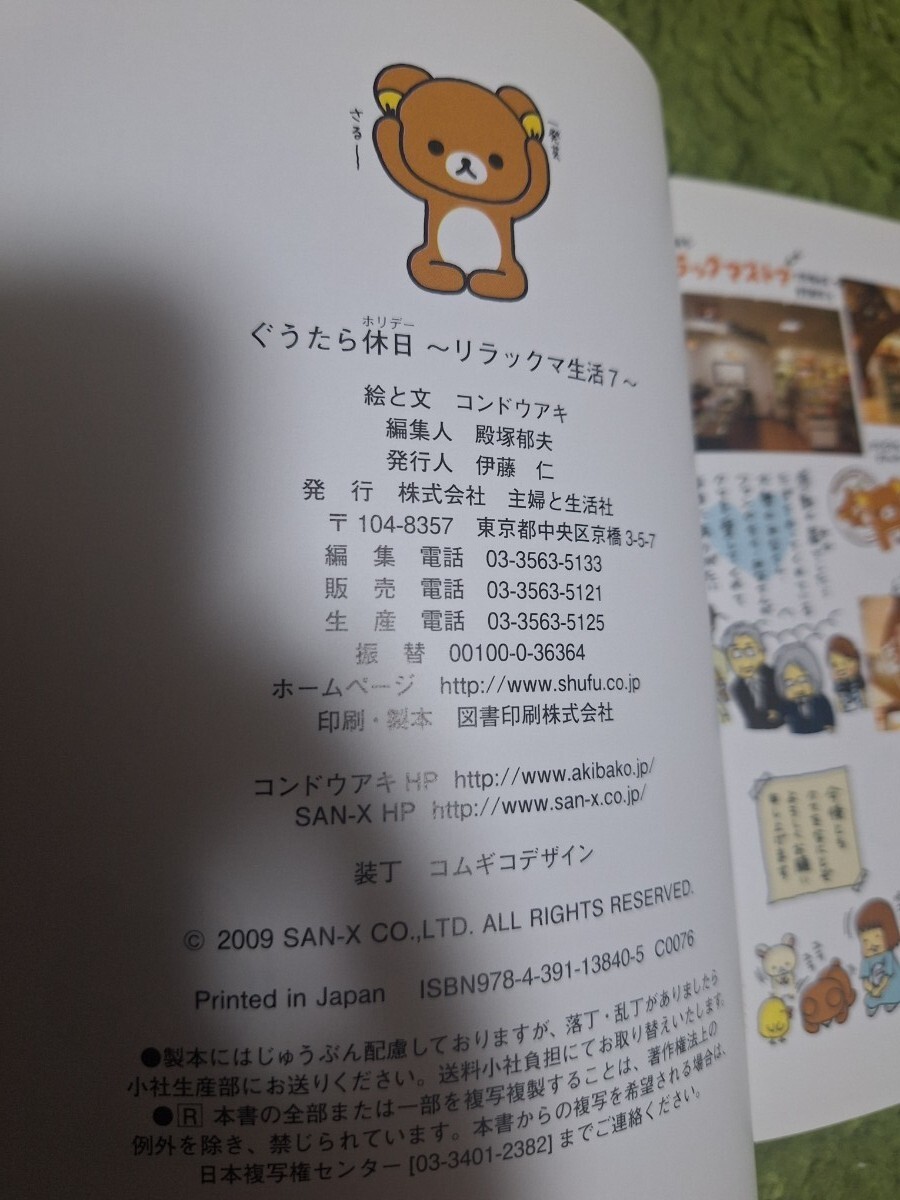 さるー
一発芸
ホリデー
ぐうたら休日 〜リラックマ生活7〜
絵と文 コンドウアキ
編集人 殿塚郁夫
発行人 伊藤 仁
発 行 株式会社 主婦と生活社
〒104-8357 東京都中央区京橋3-5-7
編 集 電話 03-3563-5133
販 売 電話 03-3563-5121
生 産 電話 03-3563-5125
振 替 00100-0-36364
ホームページ http://www.shufu.co.jp
印刷・製本 図書印刷株式会社
コンドウアキ HP http://www.akibako.jp/
SAN-X HP http://www.san-x.co.jp/
装丁 コムギコデザイン
© 2009 SAN-X CO.,LTD. ALL RIGHTS RESERVED.
Printed in Japan ISBN978-4-391-13840-5 C0076
●製本にはじゅうぶん配慮しておりますが、落丁・乱丁がありましたら
小社生産部にお送りください。送料小社負担にてお取り替えいたします。
●R 本書の全部または一部を複写複製することは、著作権法上の
例外を除き、禁じられています。本書からの複写を希望される場合は、
日本複写権センター [03-3401-2382] までご連絡ください。
ラックマストア